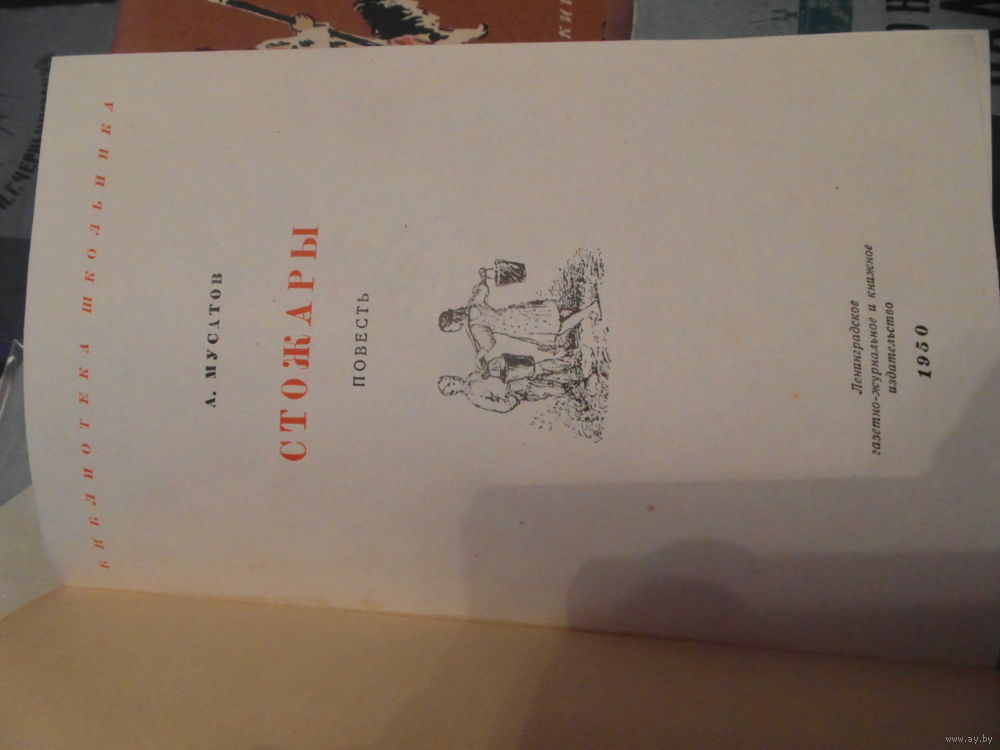 БИБЛИОТЕКА ШКОЛЬНИКА
А. МУСАТОВ
СТОЖАРЫ
ПОВЕСТЬ
Ленинградское
газетно-журнальное и книжное
издательство
1950
www.ay.by